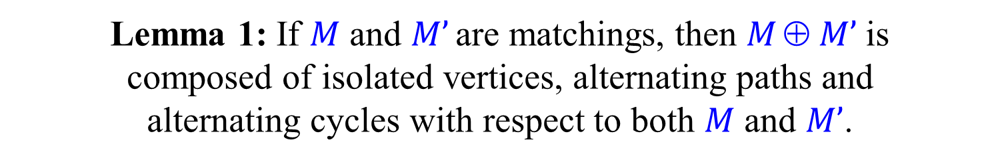 Lemma 1: If M and M’ are matchings, then M ⊕ M’ is
composed of isolated vertices, alternating paths and
alternating cycles with respect to both M and M’.